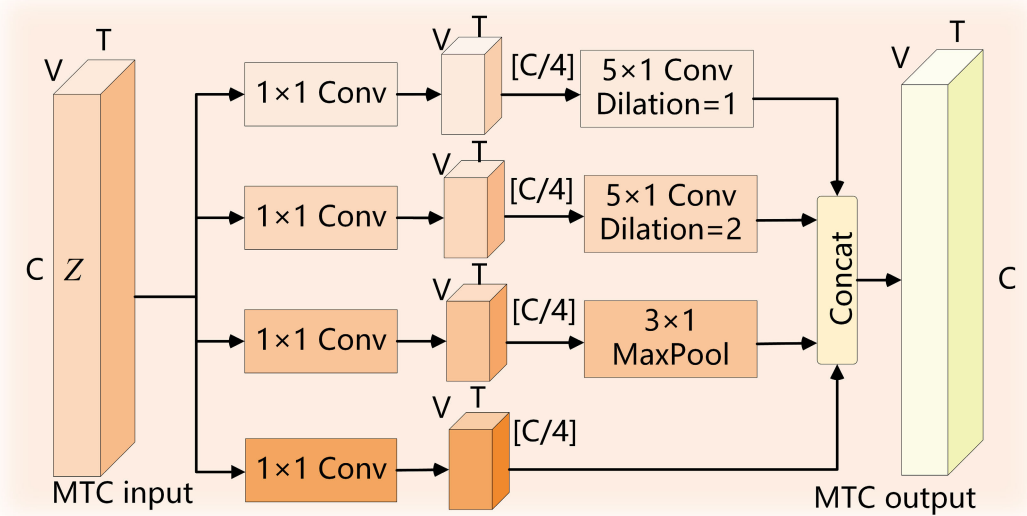 T
V
C
Z
MTC input
1×1 Conv
V
T
[C/4]
5×1 Conv
Dilation=1
1×1 Conv
V
T
[C/4]
5×1 Conv
Dilation=2
1×1 Conv
V
T
[C/4]
3×1
MaxPool
1×1 Conv
V
T
[C/4]
Concat
T
V
C
MTC output